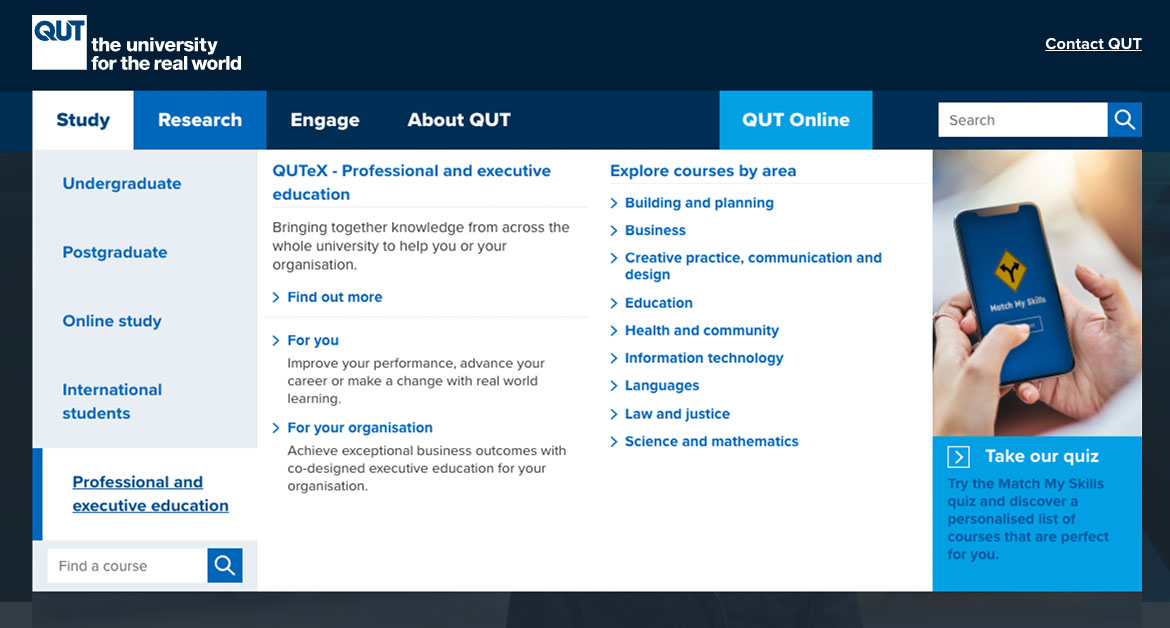 QUT
the university
for the real world
Contact QUT
Study
Research
Engage
About QUT
QUT Online
Search
Undergraduate
Postgraduate
Online study
International
students
Professional and
executive education
Find a course
QUTeX - Professional and executive
education
Bringing together knowledge from across the
whole university to help you or your
organisation.
Find out more
For you
Improve your performance, advance your
career or make a change with real world
learning.
For your organisation
Achieve exceptional business outcomes with
co-designed executive education for your
organisation.
Explore courses by area
Building and planning
Business
Creative practice, communication and
design
Education
Health and community
Information technology
Languages
Law and justice
Science and mathematics
Match My Skills
Take our quiz
Try the Match My Skills
quiz and discover a
personalised list of
courses that are perfect
for you.